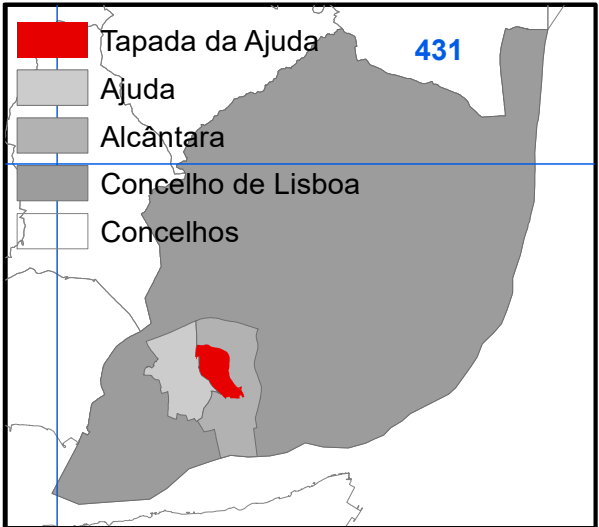 Tapada da Ajuda
431
Ajuda
Alcântara
Concelho de Lisboa
Concelhos